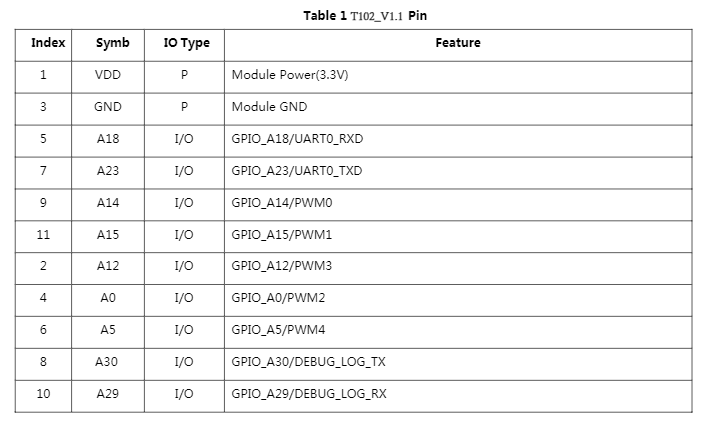 Table 1 T102_V1.1 Pin
Index Symb IO Type Feature
1 VDD P Module Power(3.3V)
3 GND P Module GND
5 A18 I/O GPIO_A18/UART0_RXD
7 A23 I/O GPIO_A23/UART0_TXD
9 A14 I/O GPIO_A14/PWM0
11 A15 I/O GPIO_A15/PWM1
2 A12 I/O GPIO_A12/PWM3
4 A0 I/O GPIO_A0/PWM2
6 A5 I/O GPIO_A5/PWM4
8 A30 I/O GPIO_A30/DEBUG_LOG_TX
10 A29 I/O GPIO_A29/DEBUG_LOG_RX